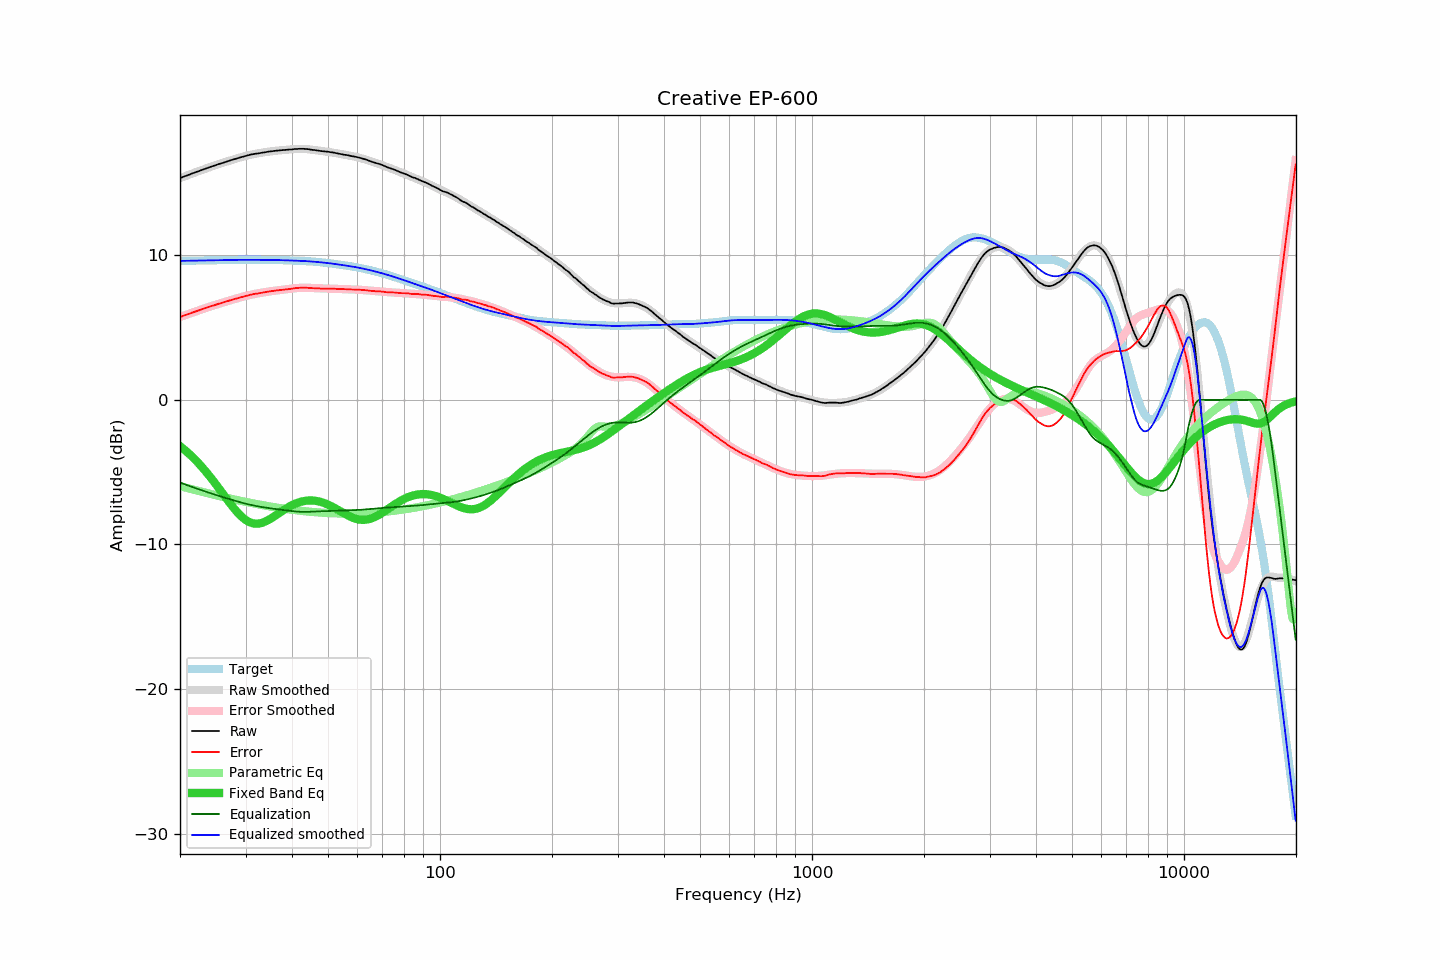 Creative EP-600
10
0
−10
−20
−30
Amplitude (dBr)
Target
Raw Smoothed
Error Smoothed
Raw
Error
Parametric Eq
Fixed Band Eq
Equalization
Equalized smoothed
100
1000
10000
Frequency (Hz)